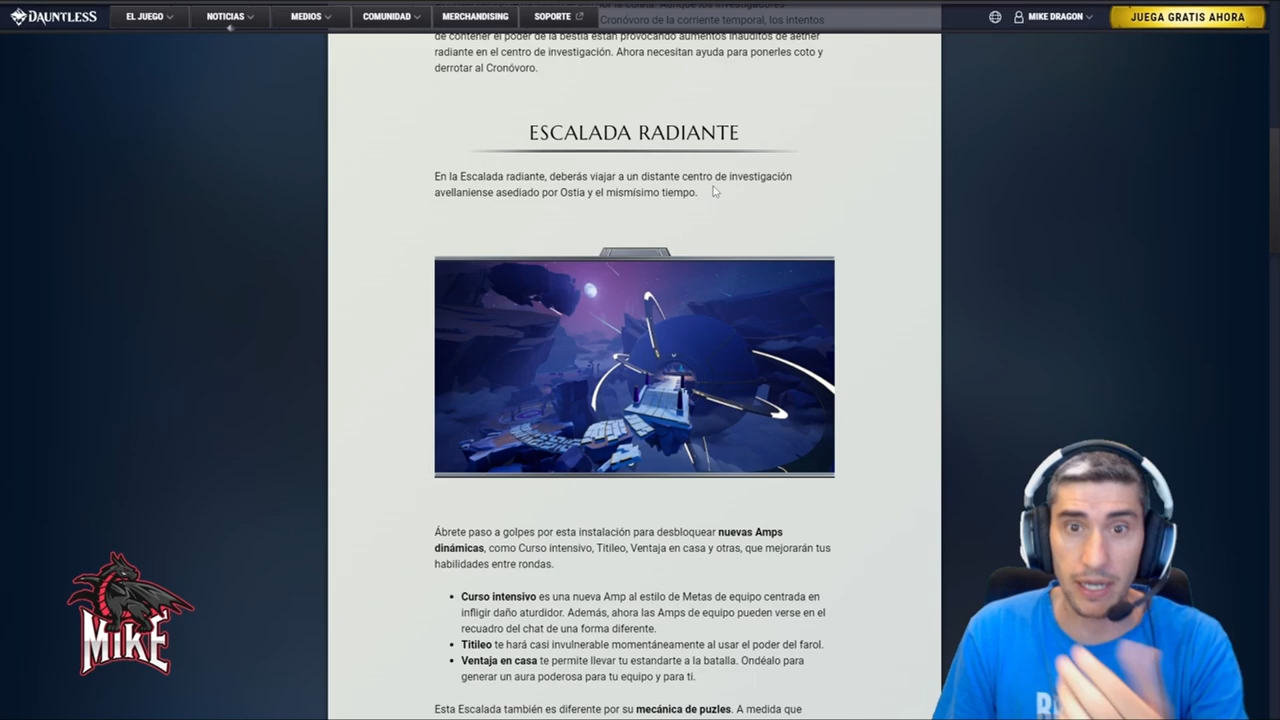 DAUNTLESS EL JUEGO NOTICIAS MEDIOS COMUNIDAD MERCHANDISING SOPORTE MIKE DRAGON JUEGA GRATIS AHORA
Cronóvoro de la corriente temporal, los intentos
de contener el poder de la bestia están provocando aumentos inauditos de aether
radiante en el centro de investigación. Ahora necesitan ayuda para ponerles coto y
derrotar al Cronóvoro.
ESCALADA RADIANTE
En la Escalada radiante, deberás viajar a un distante centro de investigación
avellaniense asediado por Ostia y el mismísimo tiempo.
Ábrete paso a golpes por esta instalación para desbloquear nuevas Amps
dinámicas, como Curso intensivo, Titileo, Ventaja en casa y otras, que mejorarán tus
habilidades entre rondas.
• Curso intensivo es una nueva Amp al estilo de Metas de equipo centrada en
infligir daño aturdidor. Además, ahora las Amps de equipo pueden verse en el
recuadro del chat de una forma diferente.
• Titileo te hará casi invulnerable momentáneamente al usar el poder del farol.
• Ventaja en casa te permite llevar tu estandarte a la batalla. Ondéalo para
generar un aura poderosa para tu equipo y para ti.
Esta Escalada también es diferente por su mecánica de puzles. A medida que
MIKE